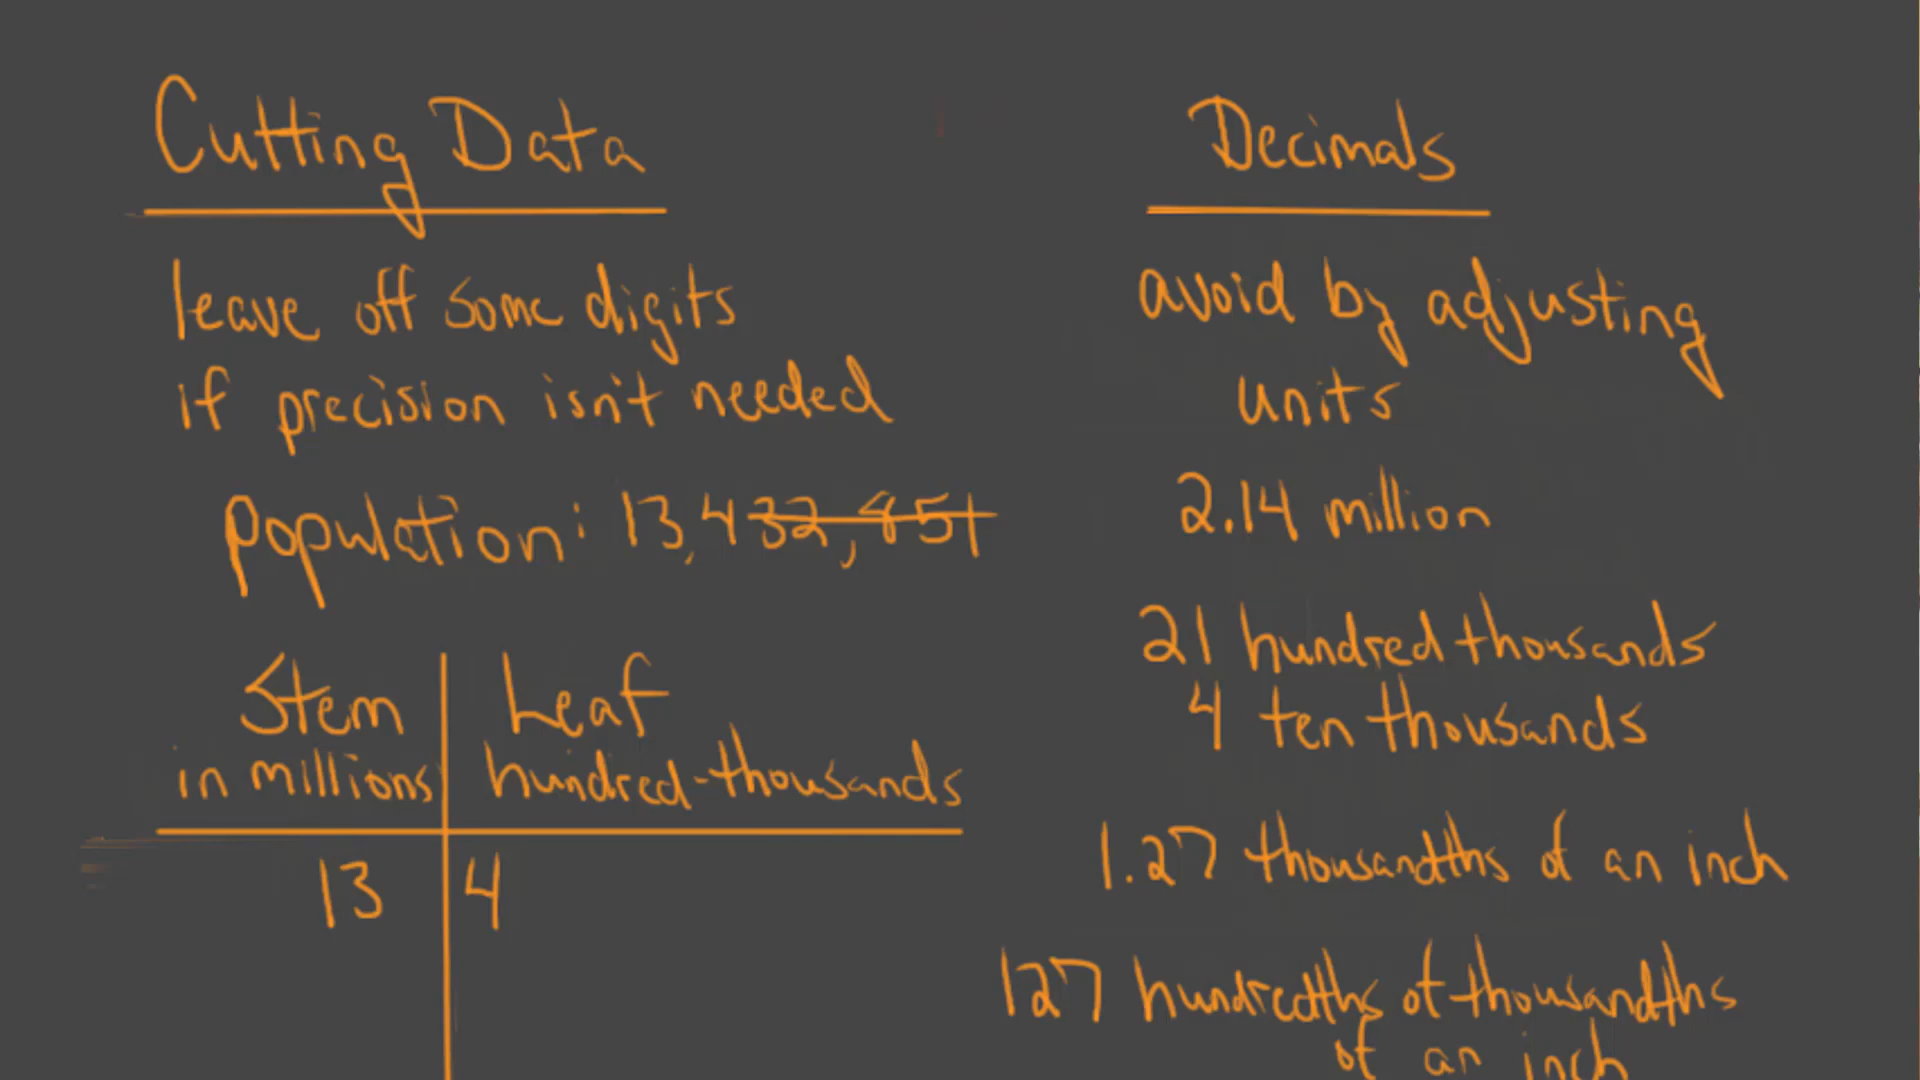 Cutting Data
leave off some digits
if precision isn't needed
Population: 13,432,851
Stem | Leaf
in millions | hundred-thousands
13 | 4
Decimals
avoid by adjusting
units
2.14 million
21 hundred thousands
4 ten thousands
1.27 thousandths of an inch
127 hundredths of thousandths
of an inch